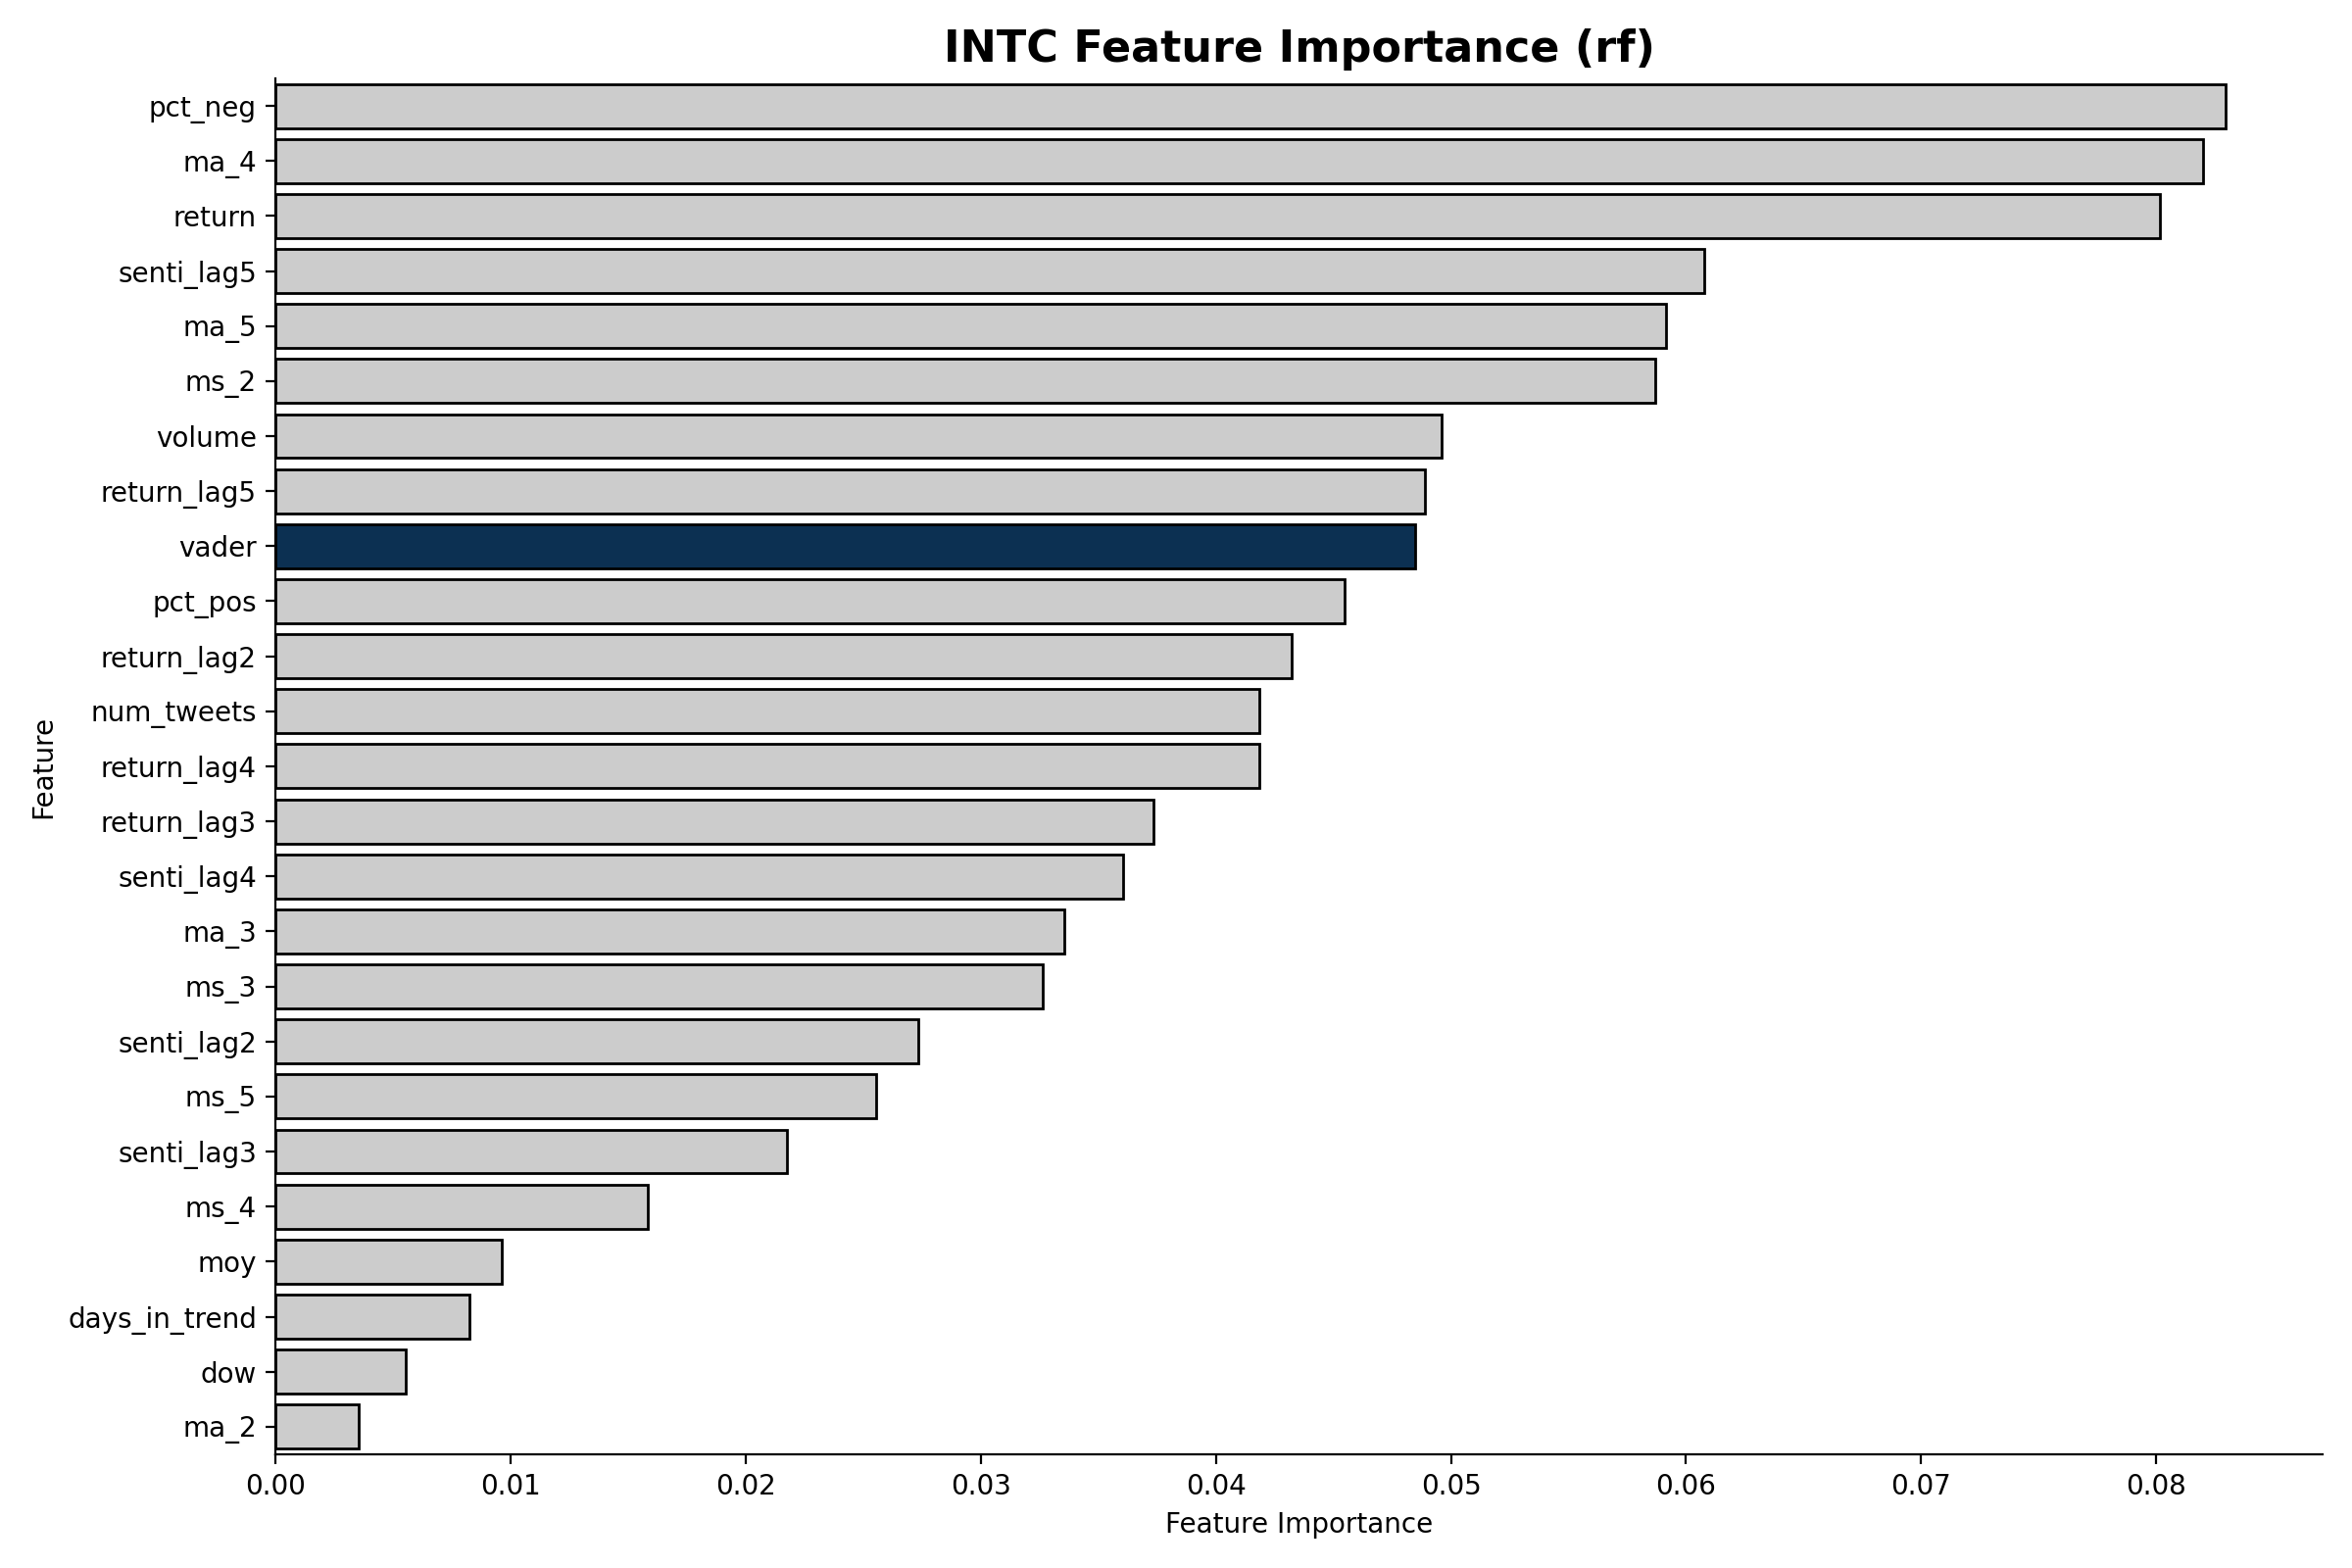 INTC Feature Importance (rf)
pct_neg
ma_4
return
senti_lag5
ma_5
ms_2
volume
return_lag5
vader
pct_pos
return_lag2
num_tweets
return_lag4
return_lag3
senti_lag4
ma_3
ms_3
senti_lag2
ms_5
senti_lag3
ms_4
moy
days_in_trend
dow
ma_2
Feature
0.00 0.01 0.02 0.03 0.04 0.05 0.06 0.07 0.08
Feature Importance